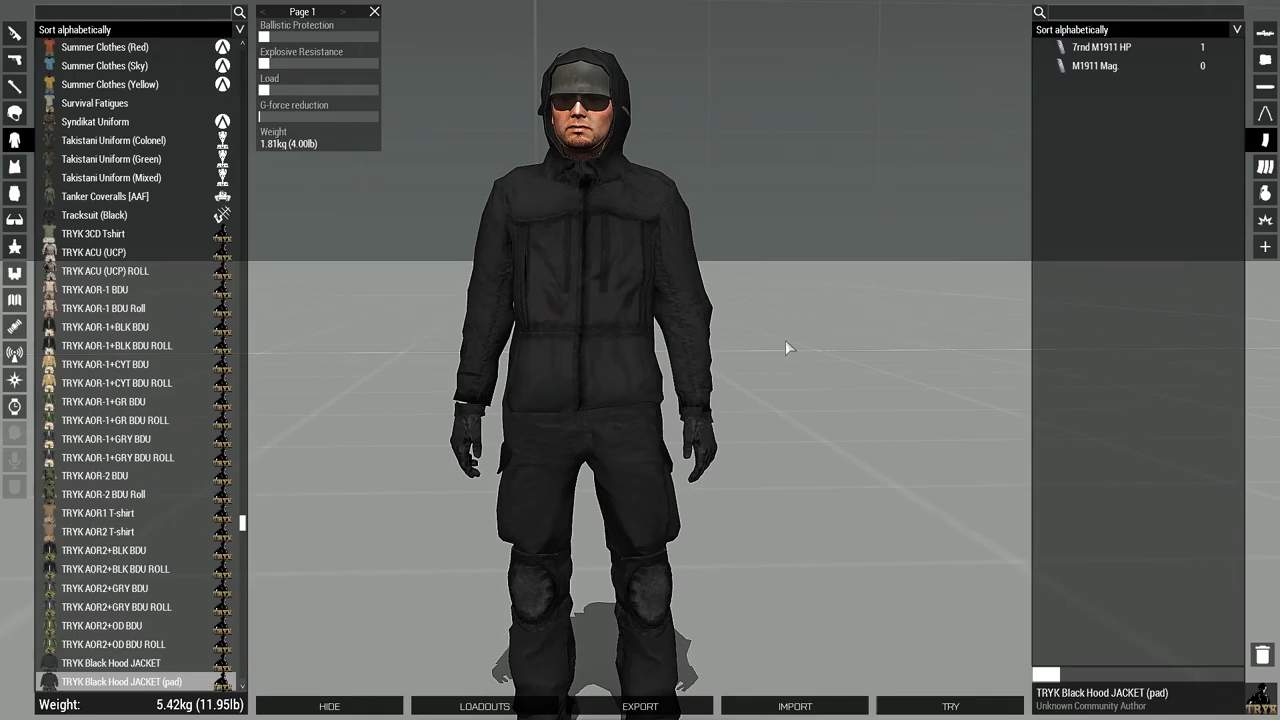 Sort alphabetically
Summer Clothes (Red)
Summer Clothes (Sky)
Summer Clothes (Yellow)
Survival Fatigues
Syndikat Uniform
Takistani Uniform (Colonel)
Takistani Uniform (Green)
Takistani Uniform (Mixed)
Tanker Coveralls [AAF]
Tracksuit (Black)
TRYK 3CD Tshirt
TRYK ACU (UCP)
TRYK ACU (UCP) ROLL
TRYK AOR-1 BDU
TRYK AOR-1 BDU Roll
TRYK AOR-1+BLK BDU
TRYK AOR-1+BLK BDU ROLL
TRYK AOR-1+CYT BDU
TRYK AOR-1+CYT BDU ROLL
TRYK AOR-1+GR BDU
TRYK AOR-1+GR BDU ROLL
TRYK AOR-1+GRY BDU
TRYK AOR-1+GRY BDU ROLL
TRYK AOR-2 BDU
TRYK AOR-2 BDU Roll
TRYK AOR1 T-shirt
TRYK AOR2 T-shirt
TRYK AOR2+BLK BDU
TRYK AOR2+BLK BDU ROLL
TRYK AOR2+GRY BDU
TRYK AOR2+GRY BDU ROLL
TRYK AOR2+OD BDU
TRYK AOR2+OD BDU ROLL
TRYK Black Hood JACKET
TRYK Black Hood JACKET (pad)
Weight: 5.42kg (11.95lb)
< Page 1 >
Ballistic Protection
Explosive Resistance
Load
G-force reduction
Weight
1.81kg (4.00lb)
HIDE
LOADOUTS
EXPORT
IMPORT
TRY
Sort alphabetically
7rnd M1911 HP 1
M1911 Mag. 0
TRYK Black Hood JACKET (pad)
Unknown Community Author
TRYK